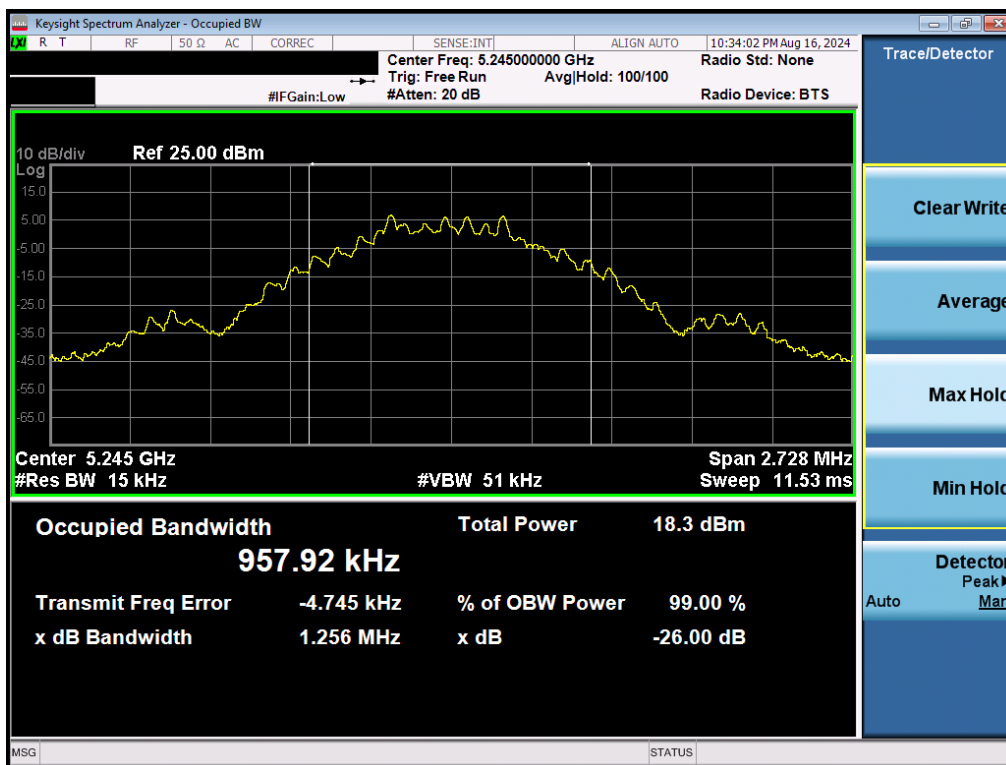 Keysight Spectrum Analyzer - Occupied BW
LXI R T RF 50 Ω AC CORREC SENSE:INT ALIGN AUTO 10:34:02 PM Aug 16, 2024
Center Freq: 5.245000000 GHz Radio Std: None
Trig: Free Run Avg|Hold: 100/100
#IFGain:Low #Atten: 20 dB Radio Device: BTS
Trace/Detector
10 dB/div Ref 25.00 dBm
Log
15.0
5.00
-5.00
-15.0
-25.0
-35.0
-45.0
-55.0
-65.0
Center 5.245 GHz Span 2.728 MHz
#Res BW 15 kHz #VBW 51 kHz Sweep 11.53 ms
Occupied Bandwidth Total Power 18.3 dBm
957.92 kHz
Transmit Freq Error -4.745 kHz % of OBW Power 99.00 %
x dB Bandwidth 1.256 MHz x dB -26.00 dB
Clear Write
Average
Max Hold
Min Hold
Detector
Peak
Auto Man
MSG STATUS